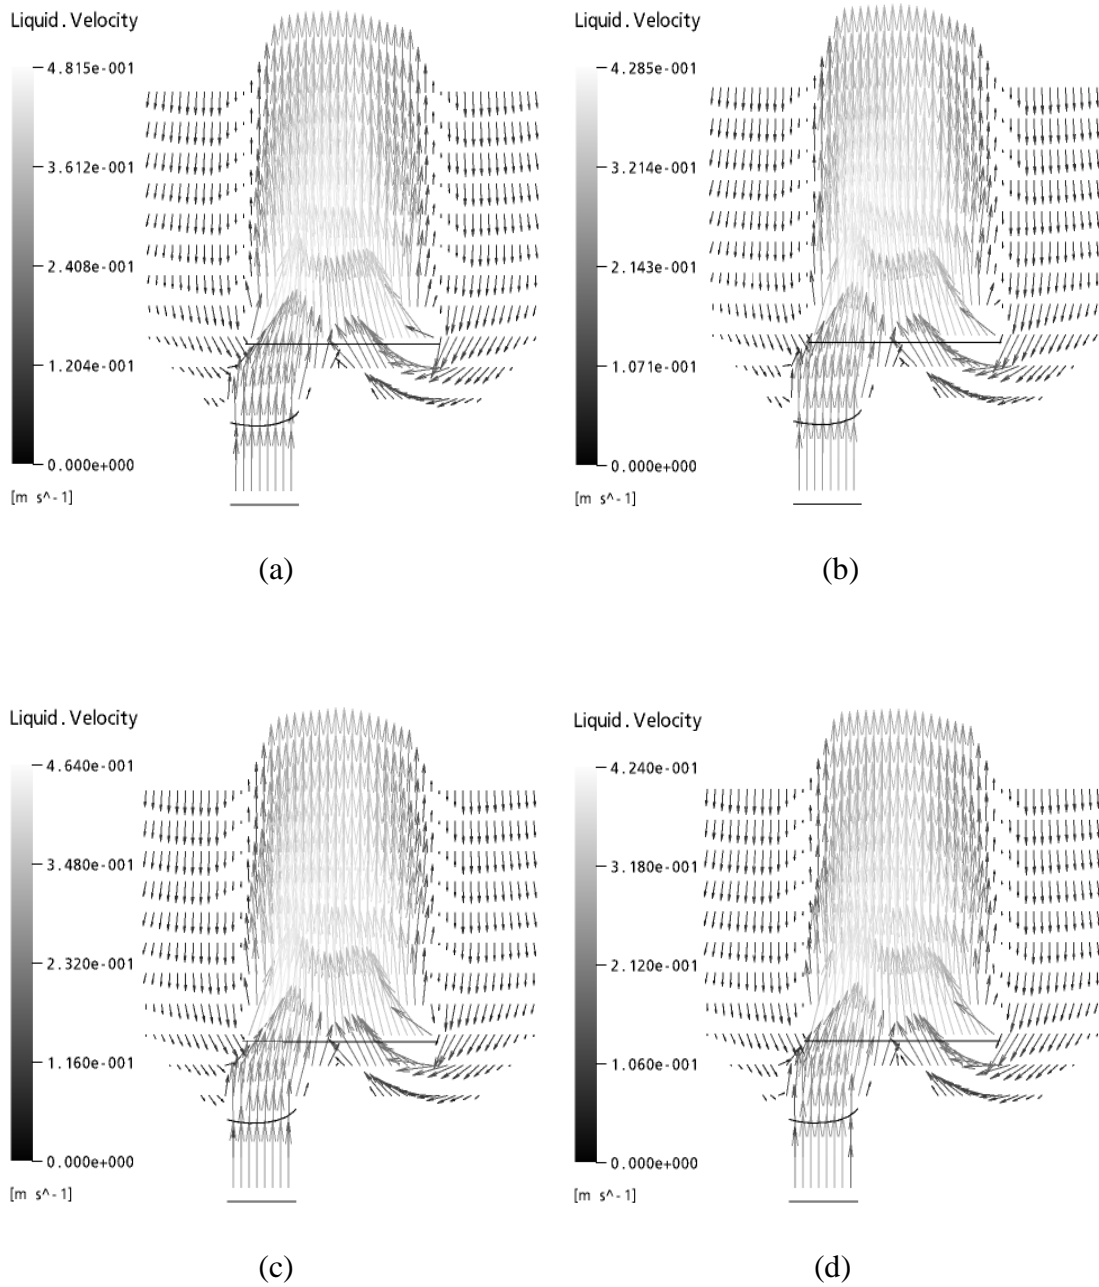 Liquid.Velocity
4.815e-001
3.612e-001
2.408e-001
1.204e-001
0.000e+000
[m s^-1]
(a)
Liquid.Velocity
4.285e-001
3.214e-001
2.143e-001
1.071e-001
0.000e+000
[m s^-1]
(b)
Liquid.Velocity
4.640e-001
3.480e-001
2.320e-001
1.160e-001
0.000e+000
[m s^-1]
(c)
Liquid.Velocity
4.240e-001
3.180e-001
2.120e-001
1.060e-001
0.000e+000
[m s^-1]
(d)